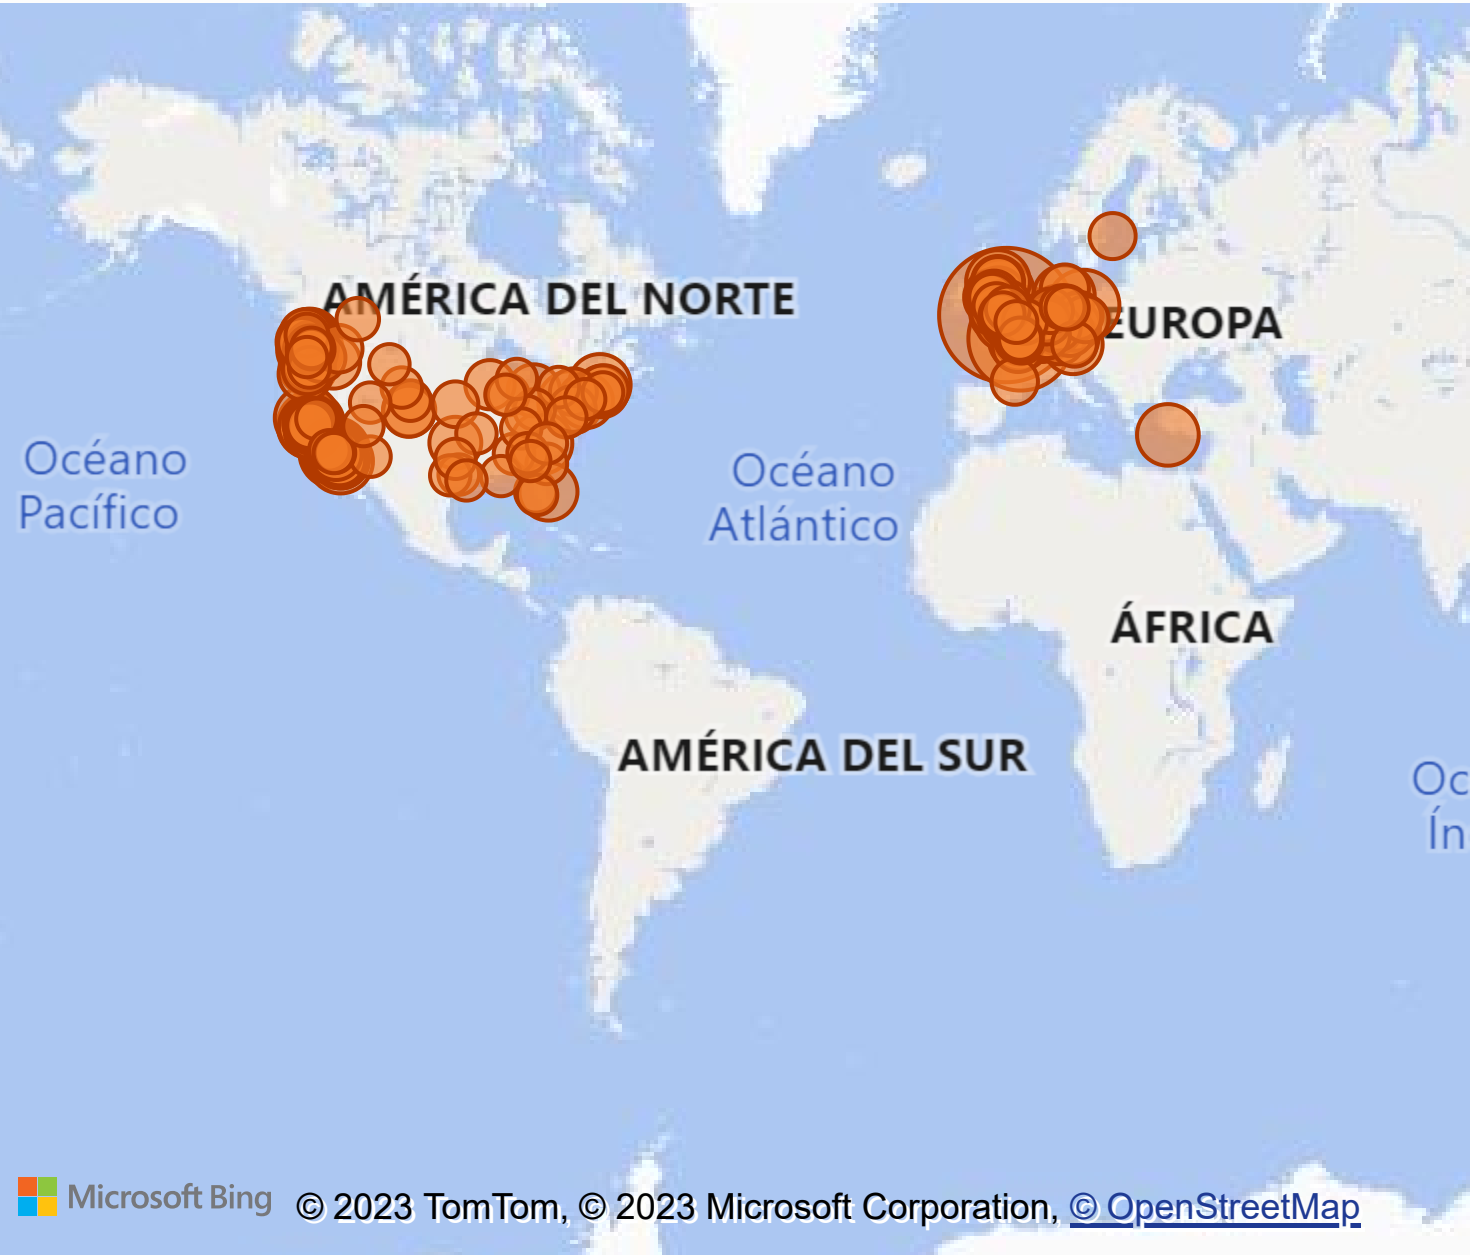 AMÉRICA DEL NORTE
EUROPA
Océano
Pacífico
Océano
Atlántico
ÁFRICA
AMÉRICA DEL SUR
Oc
Ín
Microsoft Bing
© 2023 TomTom, © 2023 Microsoft Corporation, © OpenStreetMap